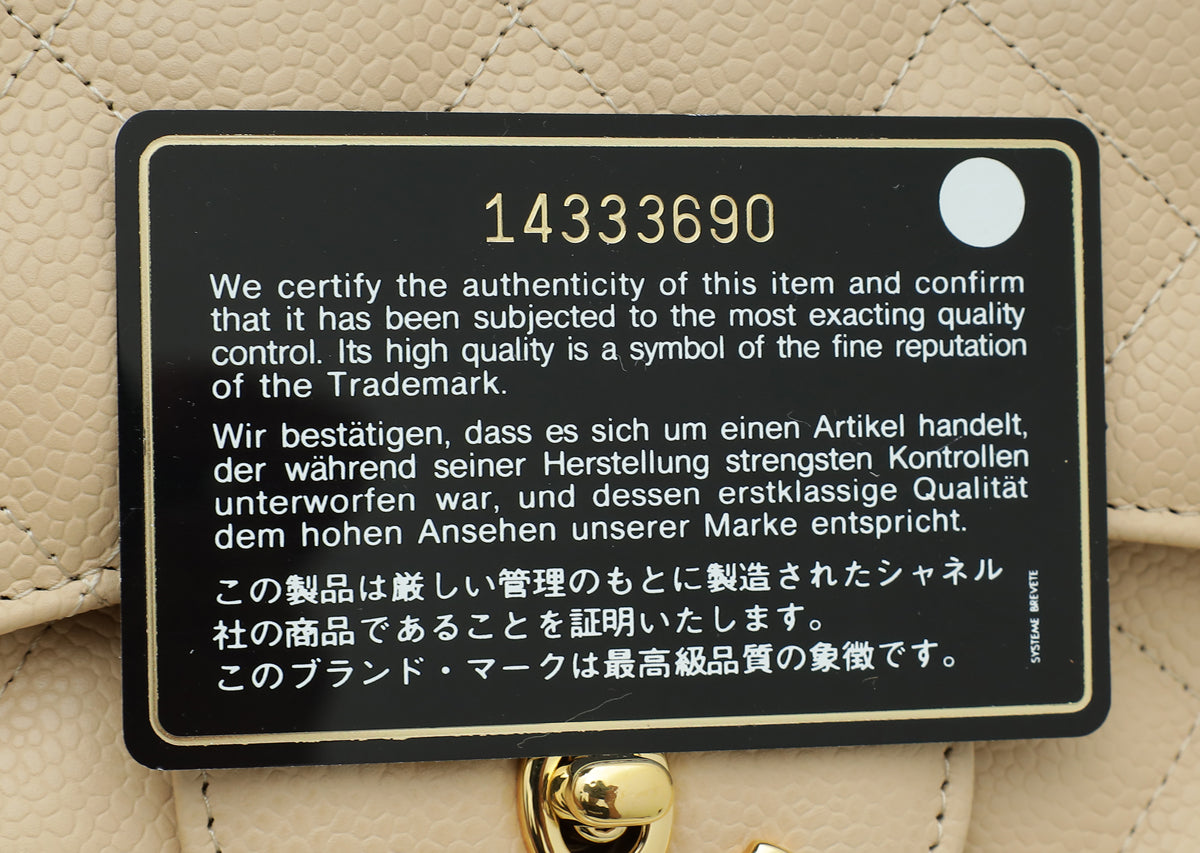 14333690
We certify the authenticity of this item and confirm
that it has been subjected to the most exacting quality
control. Its high quality is a symbol of the fine reputation
of the Trademark.
Wir bestätigen, dass es sich um einen Artikel handelt,
der während seiner Herstellung strengsten Kontrollen
unterworfen war, und dessen erstklassige Qualität
dem hohen Ansehen unserer Marke entspricht.
この製品は厳しい管理のもとに製造されたシャネル
社の商品であることを証明いたします。
このブランド・マークは最高級品質の象徴です。
SYSTEME BREVETE